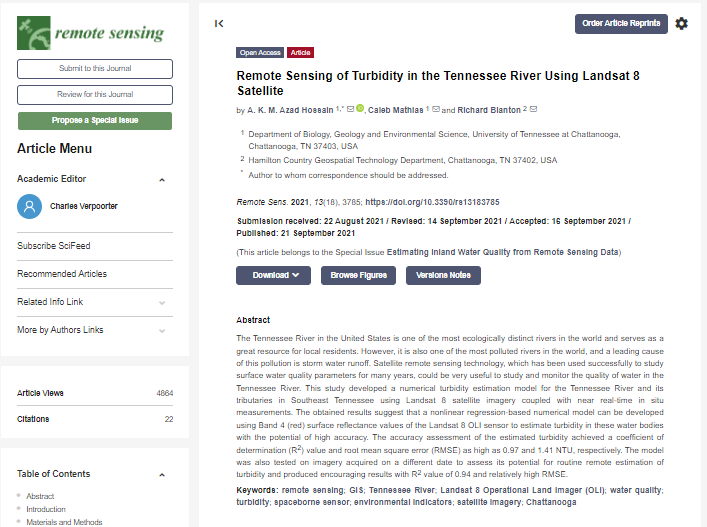 remote sensing
Submit to this Journal
Review for this Journal
Propose a Special Issue
Article Menu
Academic Editor
Charles Verpoorter
Subscribe SciFeed
Recommended Articles
Related Info Link
More by Authors Links
Article Views 4864
Citations 22
Table of Contents
Abstract
Introduction
Materials and Methods
Order Article Reprints
Open Access Article
Remote Sensing of Turbidity in the Tennessee River Using Landsat 8
Satellite
by A. K. M. Azad Hossain 1,* , Caleb Mathias 1 and Richard Blanton 2
1 Department of Biology, Geology and Environmental Science, University of Tennessee at Chattanooga,
Chattanooga, TN 37403, USA
2 Hamilton Country Geospatial Technology Department, Chattanooga, TN 37402, USA
* Author to whom correspondence should be addressed.
Remote Sens. 2021, 13(18), 3785; https://doi.org/10.3390/rs13183785
Submission received: 22 August 2021 / Revised: 14 September 2021 / Accepted: 16 September 2021 /
Published: 21 September 2021
(This article belongs to the Special Issue Estimating Inland Water Quality from Remote Sensing Data)
Download Browse Figures Versions Notes
Abstract
The Tennessee River in the United States is one of the most ecologically distinct rivers in the world and serves as a
great resource for local residents. However, it is also one of the most polluted rivers in the world, and a leading cause
of this pollution is storm water runoff. Satellite remote sensing technology, which has been used successfully to study
surface water quality parameters for many years, could be very useful to study and monitor the quality of water in the
Tennessee River. This study developed a numerical turbidity estimation model for the Tennessee River and its
tributaries in Southeast Tennessee using Landsat 8 satellite imagery coupled with near real-time in situ
measurements. The obtained results suggest that a nonlinear regression-based numerical model can be developed
using Band 4 (red) surface reflectance values of the Landsat 8 OLI sensor to estimate turbidity in these water bodies
with the potential of high accuracy. The accuracy assessment of the estimated turbidity achieved a coefficient of
determination (R2) value and root mean square error (RMSE) as high as 0.97 and 1.41 NTU, respectively. The model
was also tested on imagery acquired on a different date to assess its potential for routine remote estimation of
turbidity and produced encouraging results with R2 value of 0.94 and relatively high RMSE.
Keywords: remote sensing; GIS; Tennessee River; Landsat 8 Operational Land Imager (OLI); water quality;
turbidity; spaceborne sensor; environmental indicators; satellite imagery; Chattanooga